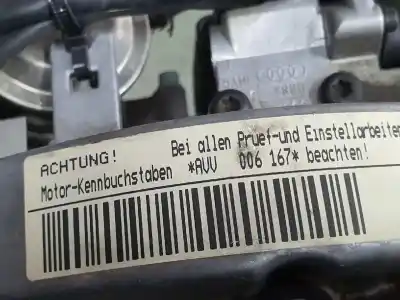 ACHTUNG! Bei allen Pruef-und Einstellarbeiten
Motor-Kennbuchstaben *AVV 006 167* beachten!